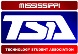 MISSISSIPPI
TSA
TECHNOLOGY STUDENT ASSOCIATION